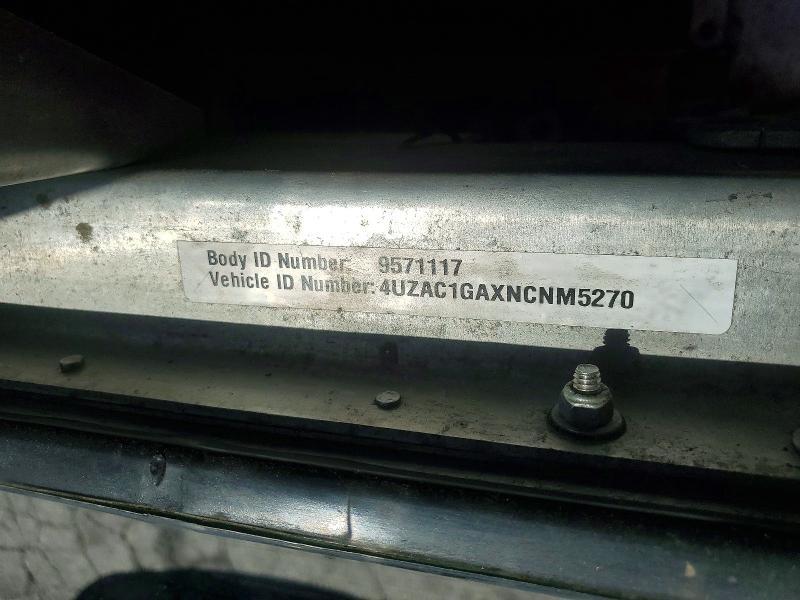 Body ID Number: 9571117
Vehicle ID Number: 4UZAC1GAXNCNM5270